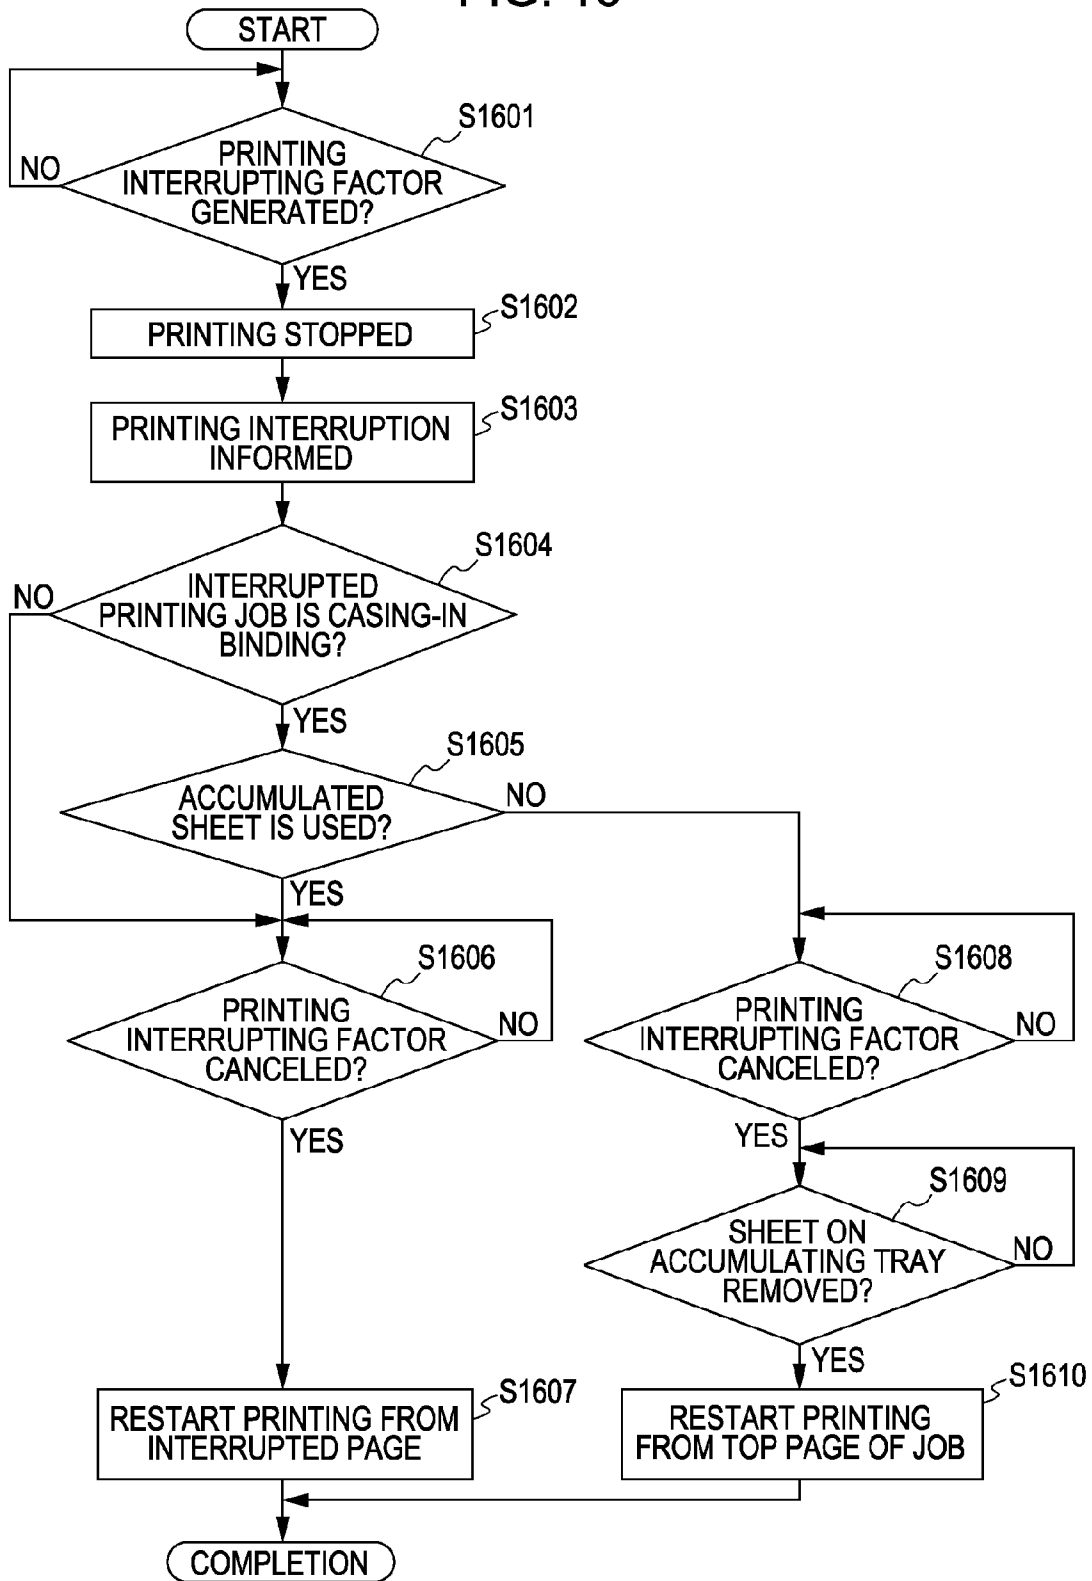 START
S1601
PRINTING
INTERRUPTING FACTOR
GENERATED?
NO
YES
S1602
PRINTING STOPPED
S1603
PRINTING INTERRUPTION
INFORMED
S1604
INTERRUPTED
PRINTING JOB IS CASING-IN
BINDING?
NO
YES
S1605
ACCUMULATED
SHEET IS USED?
NO
YES
S1606
PRINTING
INTERRUPTING FACTOR
CANCELED?
NO
YES
S1608
PRINTING
INTERRUPTING FACTOR
CANCELED?
NO
YES
S1609
SHEET ON
ACCUMULATING TRAY
REMOVED?
NO
YES
S1607
RESTART PRINTING FROM
INTERRUPTED PAGE
S1610
RESTART PRINTING
FROM TOP PAGE OF JOB
COMPLETION